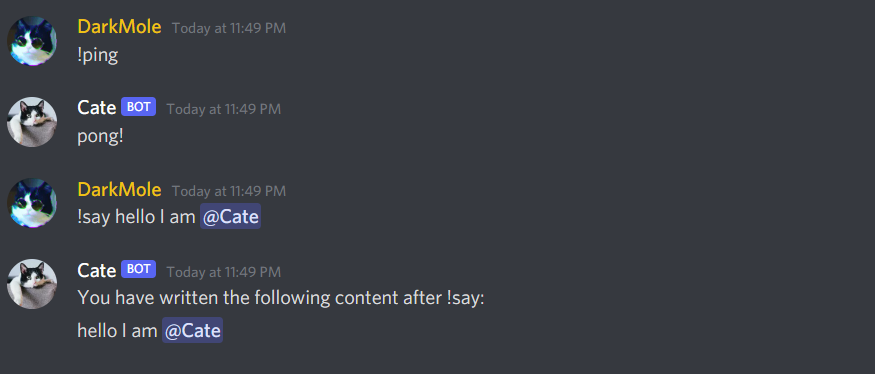 DarkMole Today at 11:49 PM
!ping
Cate BOT Today at 11:49 PM
pong!
DarkMole Today at 11:49 PM
!say hello I am @Cate
Cate BOT Today at 11:49 PM
You have written the following content after !say:
hello I am @Cate